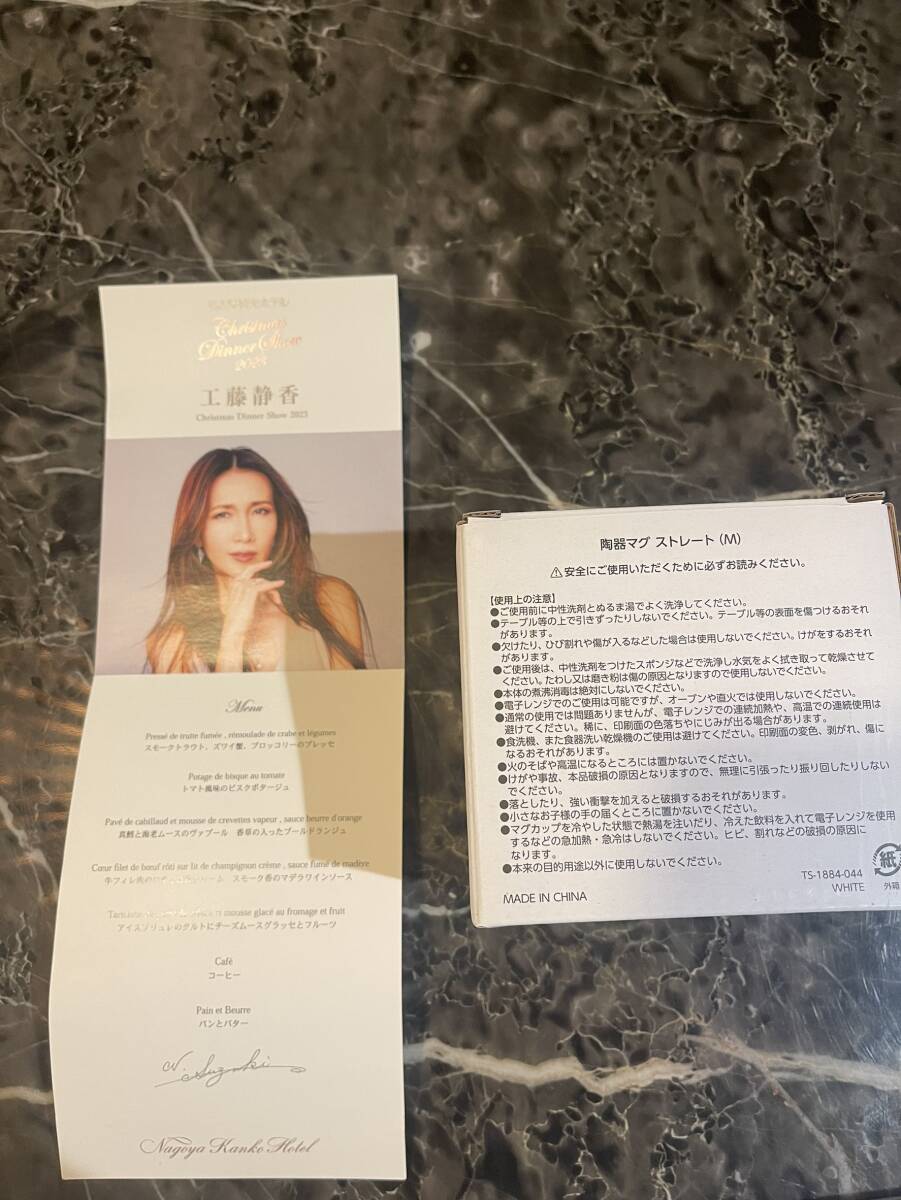 Christmas
Dinner Show
2023
工藤静香
Christmas Dinner Show 2023
Menu
Pressé de truite fumée , rémoulade de crabe et légumes
スモークトラウト、ズワイ蟹、ブロッコリーのプレッセ
Potage de bisque au tomate
トマト風味のビスクポタージュ
Pavé de cabillaud et mousse de crevettes vapeur , sauce beurre d'orange
真鱈と海老ムースのヴァプール 香草の入ったブールドランジュ
Cœur filet de bœuf rôti sur lit de champignon crème , sauce fumé de madère
牛フィレ肉の スモーク香のマデラワインソース
mousse glacé au fromage et fruit
チーズムースグラッセとフルーツ
Café
コーヒー
Pain et Beurre
パンとバター
N. Suzuki
Nagoya Kanko Hotel
陶器マグ ストレート (M)
⚠安全にご使用いただくために必ずお読みください。
【使用上の注意】
●ご使用前に中性洗剤とぬるま湯でよく洗浄してください。
●テーブル等の上で引きずったりしないでください。テーブル等の表面を傷つけるおそれ
があります。
●欠けたり、ひび割れや傷が入るなどした場合は使用しないでください。けがをするおそれ
があります。
●ご使用後は、中性洗剤をつけたスポンジなどで洗浄し水気をよく拭き取って乾燥させて
ください。たわし又は磨き粉は傷の原因となりますので使用しないでください。
●本体の煮沸消毒は絶対にしないでください。
●電子レンジでのご使用は可能ですが、オーブンや直火では使用しないでください。
●通常の使用では問題ありませんが、電子レンジでの連続加熱や、高温での連続使用は
避けてください。稀に、印刷面の色落ちやにじみが出る場合があります。
●食洗機、また食器洗い乾燥機のご使用は避けてください。印刷面の変色、剥がれ、傷に
なるおそれがあります。
●火のそばや高温になるところには置かないでください。
●けがや事故、本品破損の原因となりますので、無理に引張ったり振り回したりしない
でください。
●落としたり、強い衝撃を加えると破損するおそれがあります。
●小さなお子様の手の届くところに置かないでください。
●マグカップを冷やした状態で熱湯を注いだり、冷えた飲料を入れて電子レンジを使用
するなどの急加熱・急冷はしないでください。ヒビ、割れなどの破損の原因に
なります。
●本来の目的用途以外に使用しないでください。
TS-1884-044
MADE IN CHINA
WHITE
紙
外箱